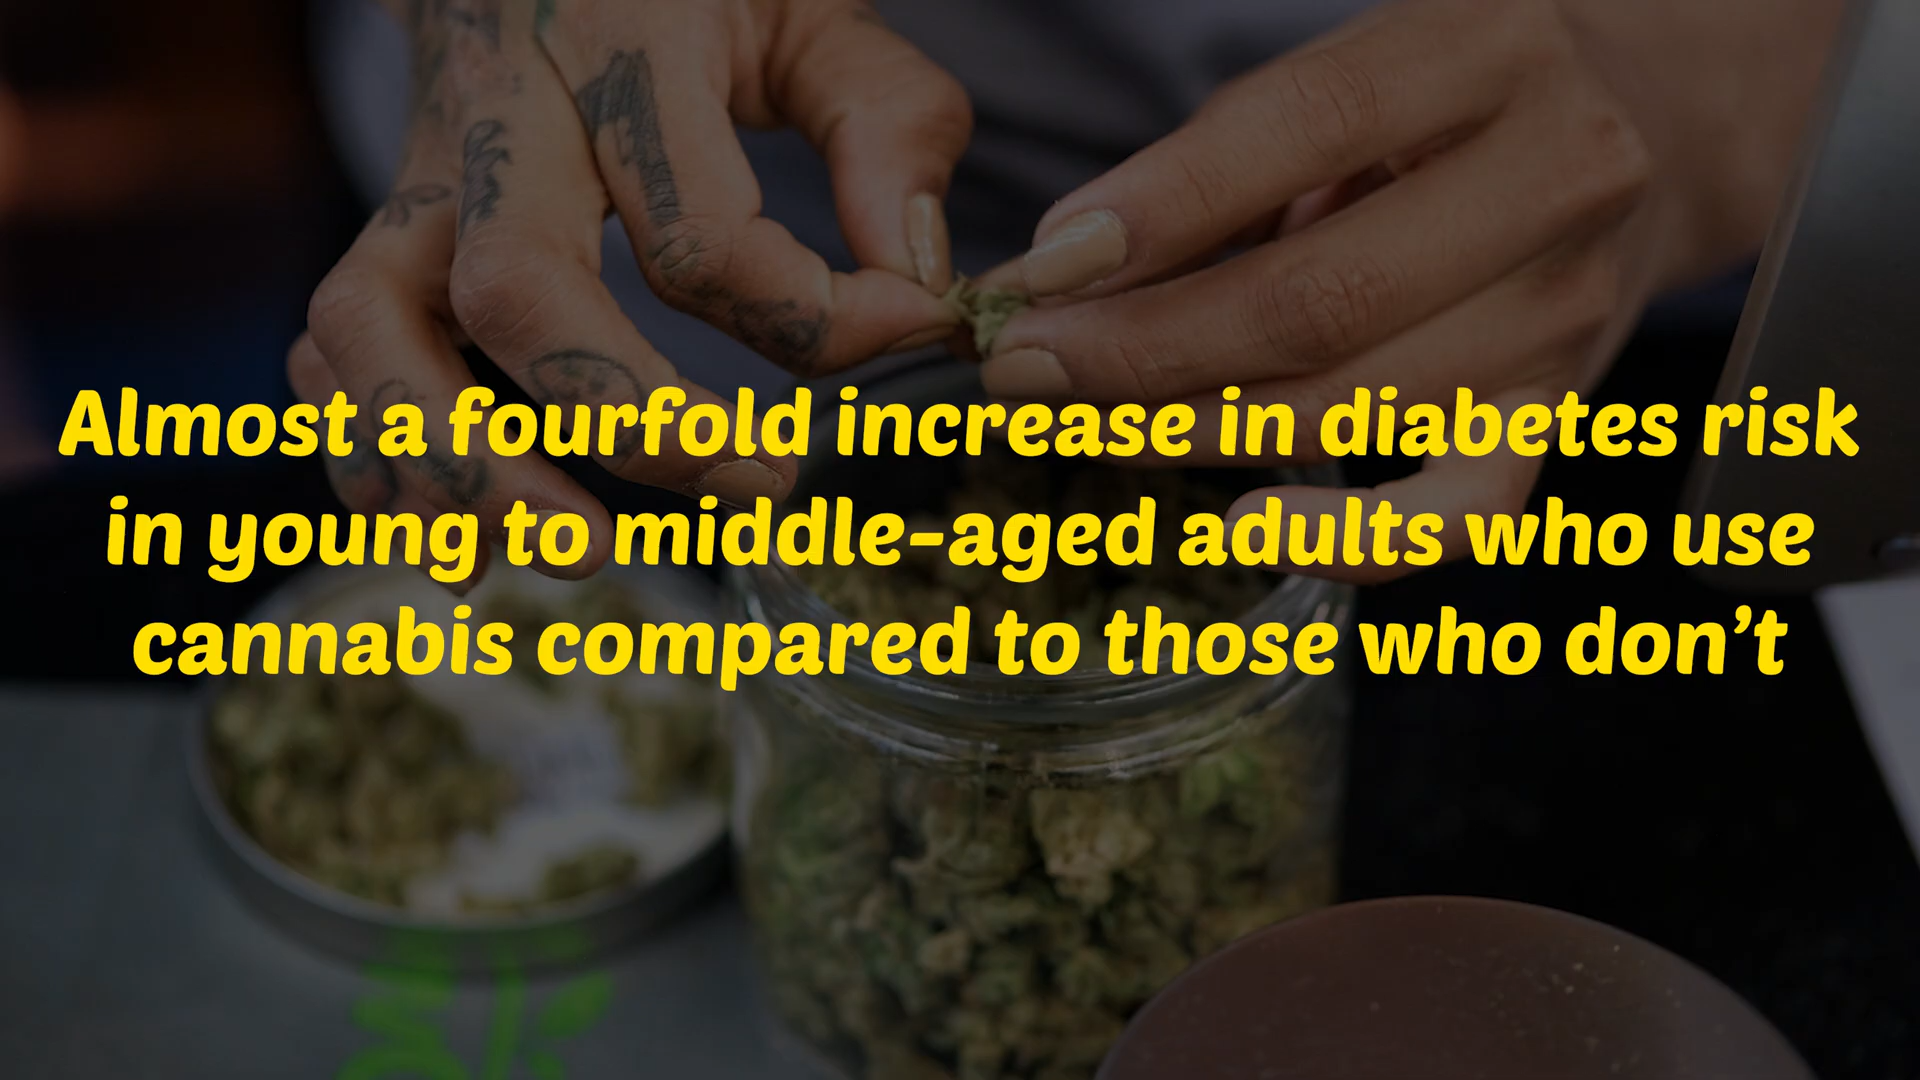 Almost a fourfold increase in diabetes risk
in young to middle-aged adults who use
cannabis compared to those who don’t